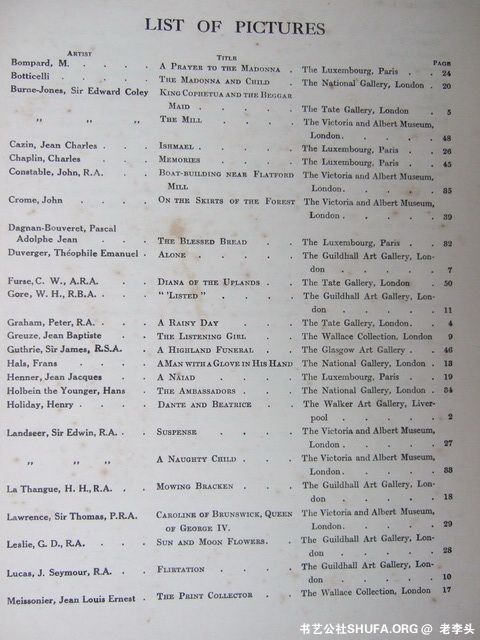 LIST OF PICTURES
ARTIST TITLE PAGE
Bompard, M. . . . . A PRAYER TO THE MADONNA . The Luxembourg, Paris . . 24
Botticelli . . . . THE MADONNA AND CHILD . The National Gallery, London . 20
Burne-Jones, Sir Edward Coley KING COPHETUA AND THE BEGGAR
MAID . . . . The Tate Gallery, London . 5
" " " THE MILL . . . . The Victoria and Albert Museum,
London . . . . . 48
Cazin, Jean Charles . . ISHMAEL . . . . The Luxembourg, Paris . . 26
Chaplin, Charles . . MEMORIES . . . The Luxembourg, Paris . . 45
Constable, John, R.A. . BOAT-BUILDING NEAR FLATFORD The Victoria and Albert Museum,
MILL . . . . London . . . . . 35
Crome, John . . . ON THE SKIRTS OF THE FOREST The Victoria and Albert Museum,
London . . . . . 39
Dagnan-Bouveret, Pascal
Adolphe Jean . . . THE BLESSED BREAD . . The Luxembourg, Paris . . 32
Duverger, Théophile Emanuel . ALONE . . . . The Guildhall Art Gallery, Lon-
don . . . . . 7
Furse, C. W., A.R.A. . . DIANA OF THE UPLANDS . . The Tate Gallery, London . 50
Gore, W. H., R.B.A. . . "LISTED" . . . . The Guildhall Art Gallery, Lon-
don . . . . . 11
Graham, Peter, R.A. . . A RAINY DAY . . . The Tate Gallery, London . 4
Greuze, Jean Baptiste . . THE LISTENING GIRL . . The Wallace Collection, London 9
Guthrie, Sir James, R.S.A. . A HIGHLAND FUNERAL . . The Glasgow Art Gallery . . 46
Hals, Frans . . . . A MAN WITH A GLOVE IN HIS HAND The National Gallery, London . 13
Henner, Jean Jacques . . A NAIAD . . . . The Luxembourg, Paris . . 19
Holbein the Younger, Hans . THE AMBASSADORS . . . The National Gallery, London . 34
Holiday, Henry . . . DANTE AND BEATRICE . . The Walker Art Gallery, Liver-
pool . . . . . 2
Landseer, Sir Edwin, R.A. . . SUSPENSE . . . . The Victoria and Albert Museum,
London . . . . . 27
" " " A NAUGHTY CHILD . . . The Victoria and Albert Museum,
London . . . . . 33
La Thangue, H. H., R.A. . . MOWING BRACKEN . . . The Guildhall Art Gallery, Lon-
don . . . . . 18
Lawrence, Sir Thomas, P.R.A. CAROLINE OF BRUNSWICK, QUEEN The Victoria and Albert Museum,
OF GEORGE IV. . . . London . . . . . 29
Leslie, G. D., R.A. . . . SUN AND MOON FLOWERS . . The Guildhall Art Gallery, Lon-
don . . . . . 28
Lucas, J. Seymour, R.A. . . FLIRTATION . . . . The Guildhall Art Gallery, Lon-
don . . . . . 10
Meissonier, Jean Louis Ernest . THE PRINT COLLECTOR . . The Wallace Collection, London 17
书艺公社SHUFA.ORG @ 老李头